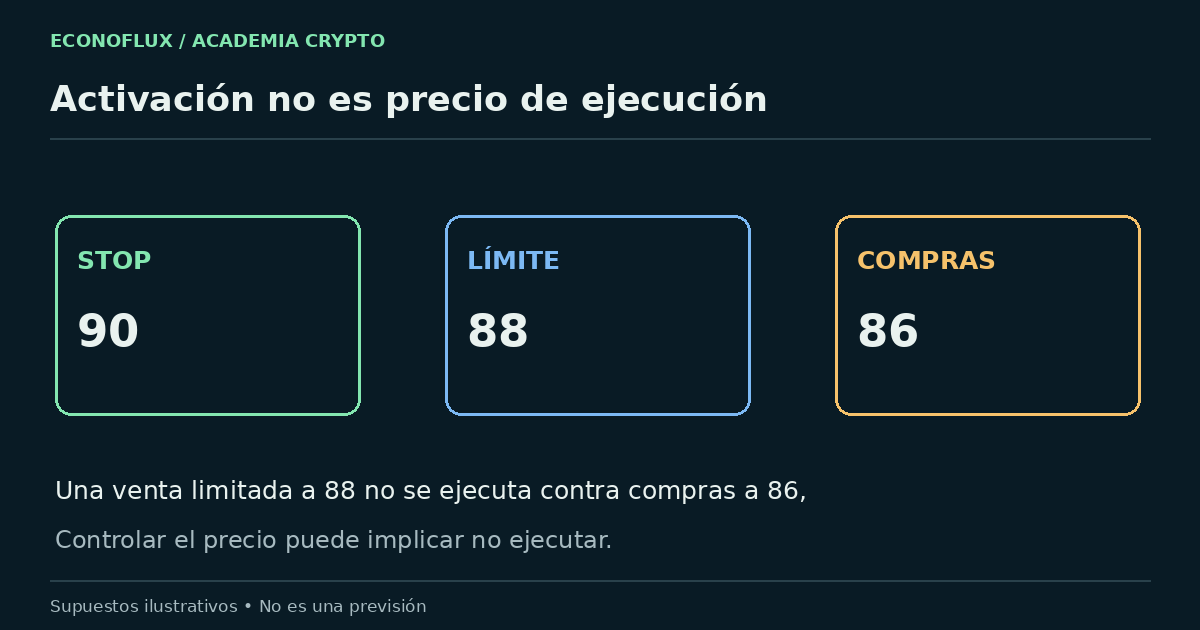 ECONOFLUX / ACADEMIA CRYPTO
Activación no es precio de ejecución
STOP
90
LÍMITE
88
COMPRAS
86
Una venta limitada a 88 no se ejecuta contra compras a 86,
Controlar el precio puede implicar no ejecutar.
Supuestos ilustrativos • No es una previsión